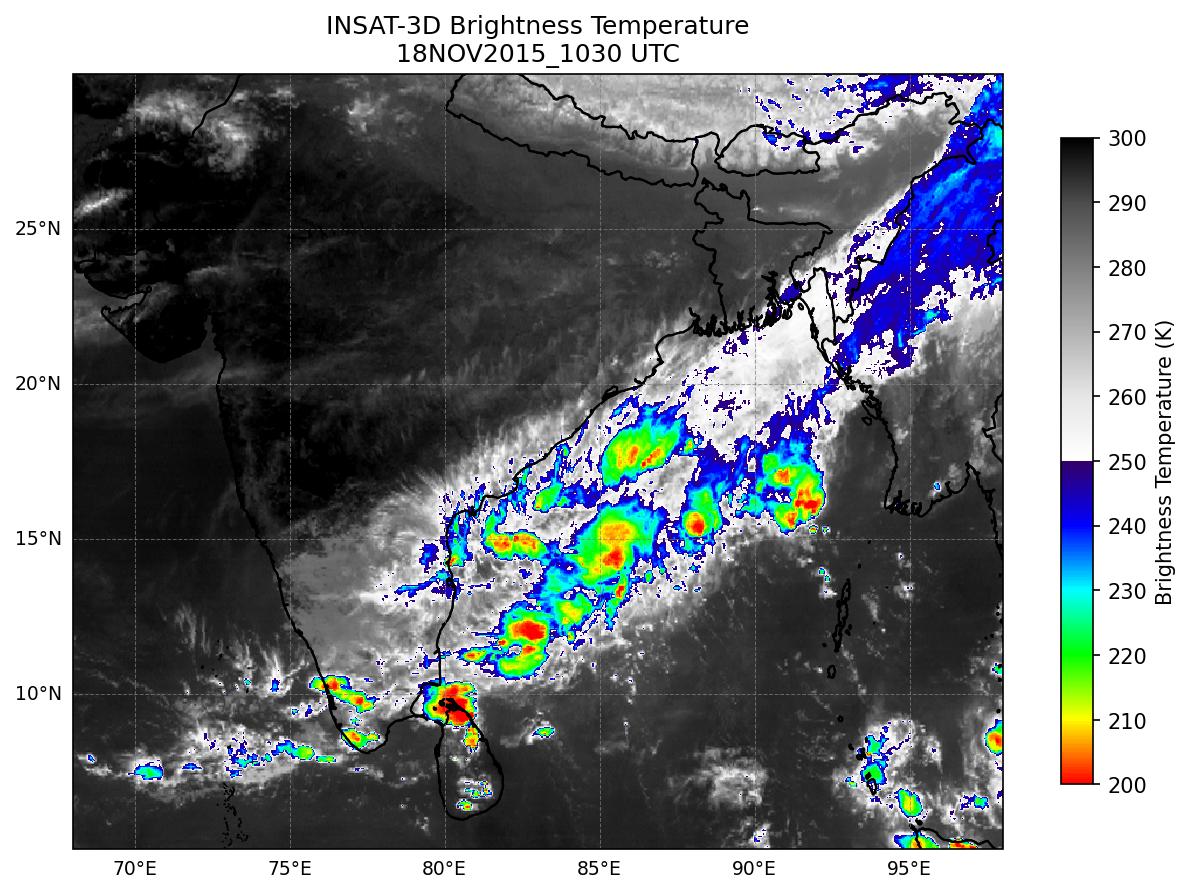 INSAT-3D Brightness Temperature
18NOV2015_1030 UTC
25°N
20°N
15°N
10°N
70°E
75°E
80°E
85°E
90°E
95°E
300
290
280
270
260
250
240
230
220
210
200
Brightness Temperature (K)